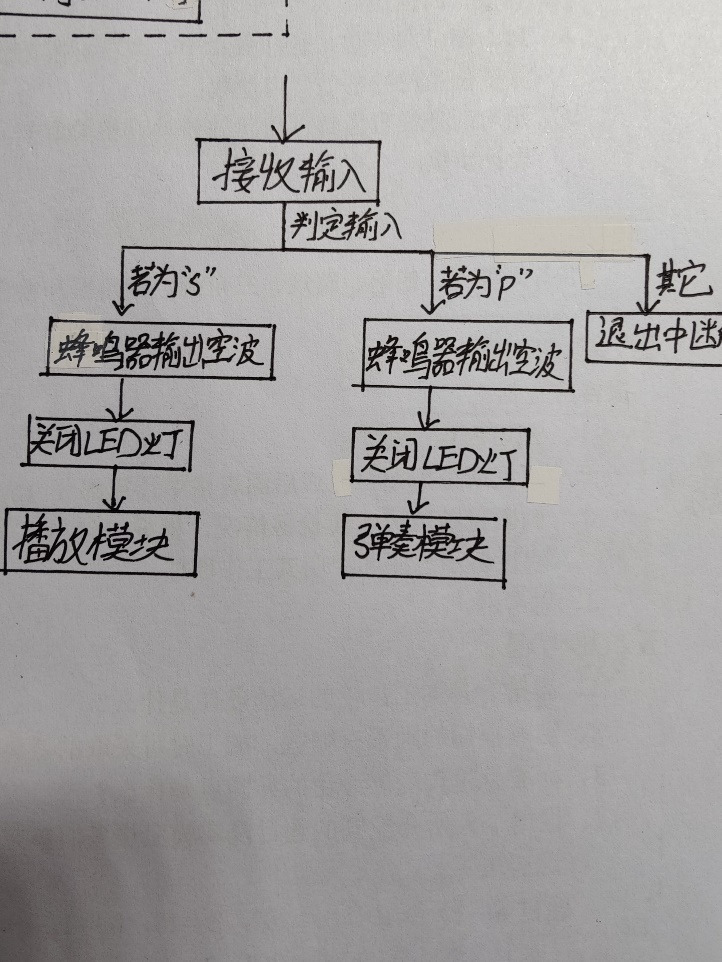 接收输入
判定输入
若为"S"
若为"P"
其它
蜂鸣器输出空波
蜂鸣器输出空波
退出中断
关闭LED灯
关闭LED灯
播放模块
弹奏模块